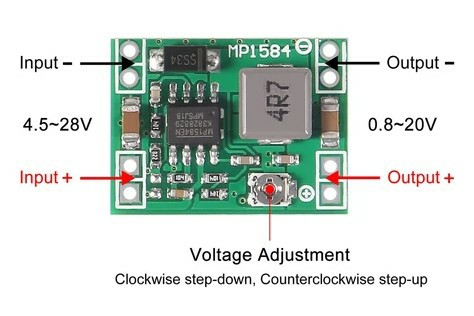 Input -
SS34
MP1584
Output -
4.5~28V
MP1584EN
4R7
0.8~20V
Input +
Output +
Voltage Adjustment
Clockwise step-down, Counterclockwise step-up